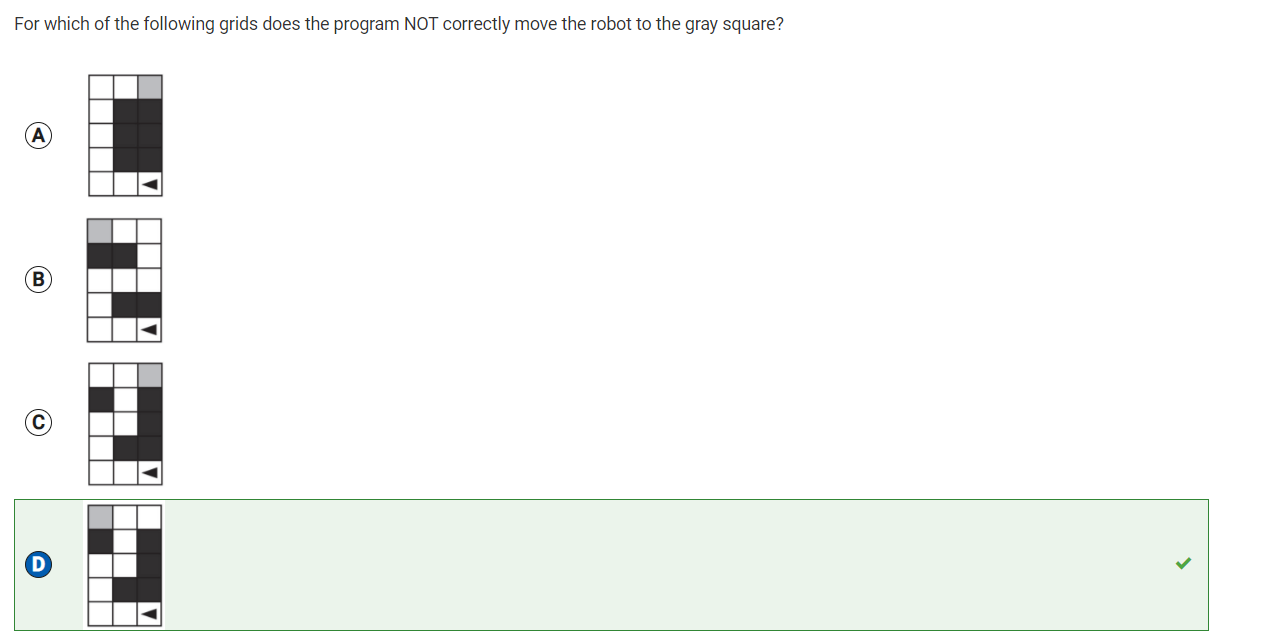 For which of the following grids does the program NOT correctly move the robot to the gray square?
A
B
C
D